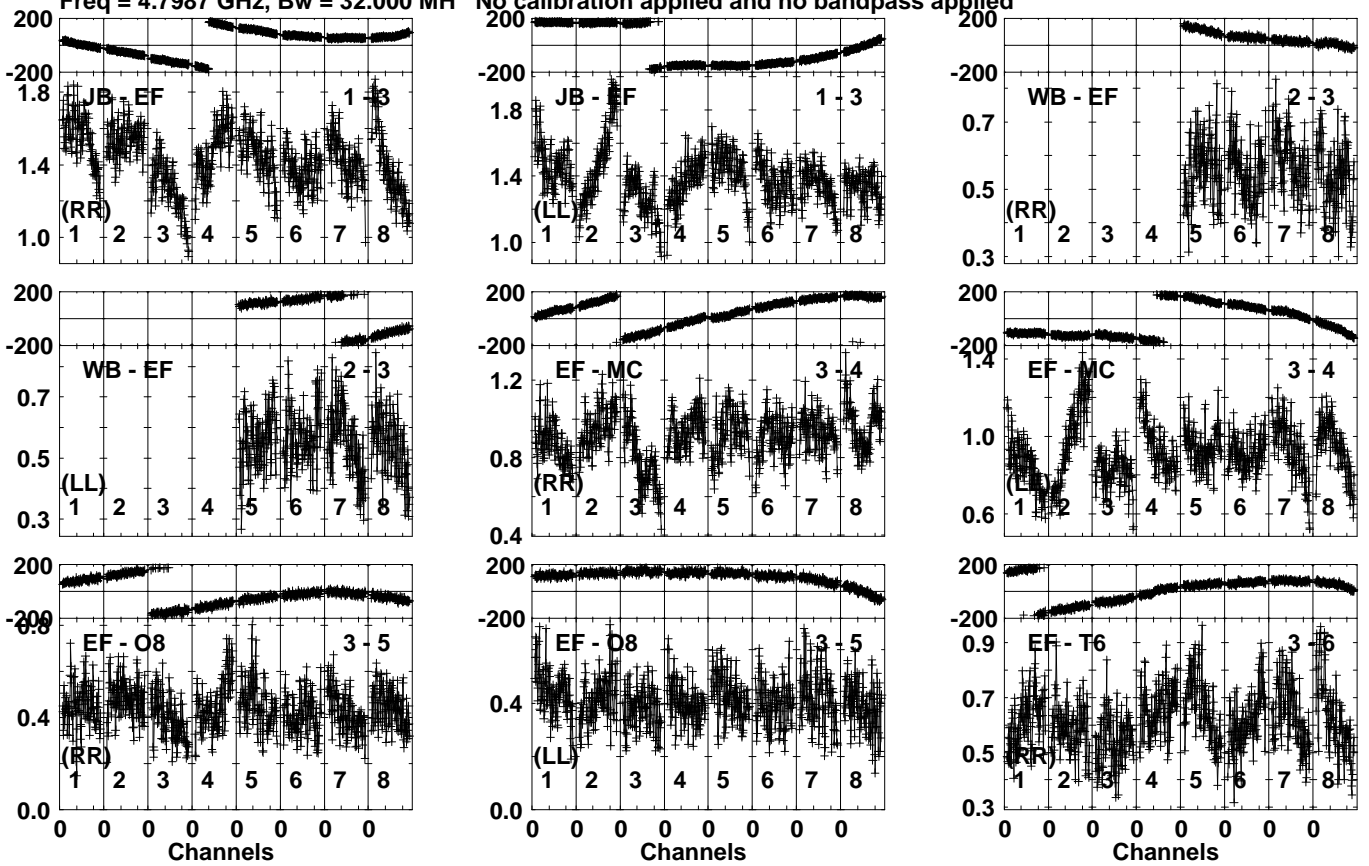 Freq = 4.7987 GHz, Bw = 32.000 MH No calibration applied and no bandpass applied
200
-200
1.8
1.4
1.0
JB - EF 1 - 3
(RR)
1 2 3 4 5 6 7 8
200
-200
1.8
1.4
1.0
JB - EF 1 - 3
(LL)
1 2 3 4 5 6 7 8
200
-200
0.7
0.5
0.3
WB - EF 2 - 3
(RR)
1 2 3 4 5 6 7 8
200
-200
0.7
0.5
0.3
WB - EF 2 - 3
(LL)
1 2 3 4 5 6 7 8
200
-200
1.2
0.8
0.4
EF - MC 3 - 4
(RR)
1 2 3 4 5 6 7 8
200
-200
1.4
1.0
0.6
EF - MC 3 - 4
(LL)
1 2 3 4 5 6 7 8
200
-200
0.8
0.4
0.0
EF - O8 3 - 5
(RR)
1 2 3 4 5 6 7 8
0 0 0 0 0 0 0 0
Channels
200
-200
0.4
0.0
EF - O8 3 - 5
(LL)
1 2 3 4 5 6 7 8
0 0 0 0 0 0 0 0
Channels
200
-200
0.9
0.7
0.5
0.3
EF - T6 3 - 6
(RR)
1 2 3 4 5 6 7 8
0 0 0 0 0 0 0 0
Channels